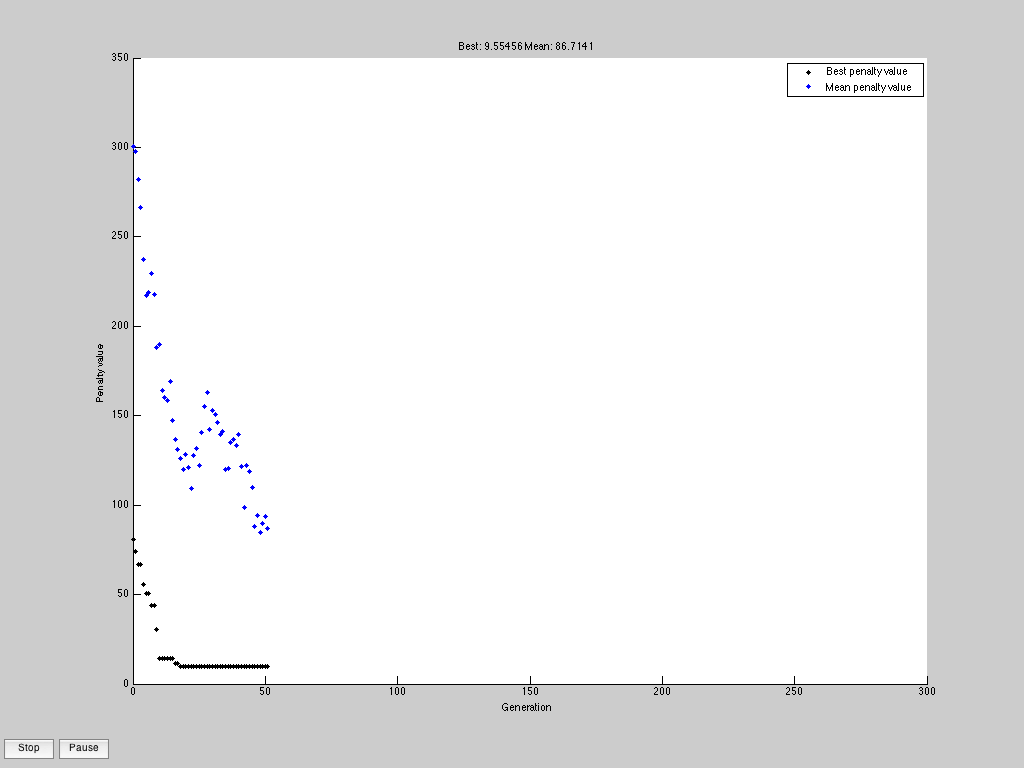 Best: 9.55456 Mean: 86.7141
Best penalty value
Mean penalty value
350
300
250
200
150
100
50
0
Penalty value
0 50 100 150 200 250 300
Generation
Stop Pause